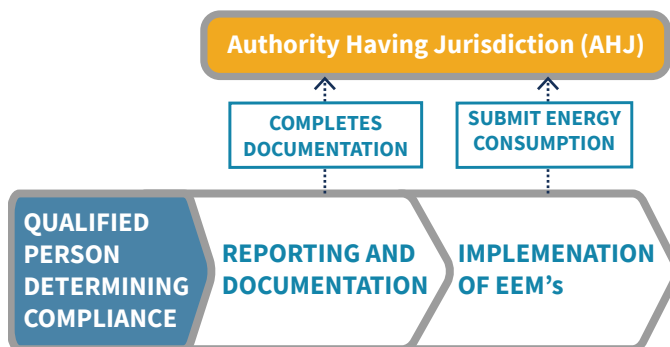 Authority Having Jurisdiction (AHJ)
COMPLETES
DOCUMENTATION
SUBMIT ENERGY
CONSUMPTION
QUALIFIED
PERSON
DETERMINING
COMPLIANCE
REPORTING AND
DOCUMENTATION
IMPLEMENATION
OF EEM's